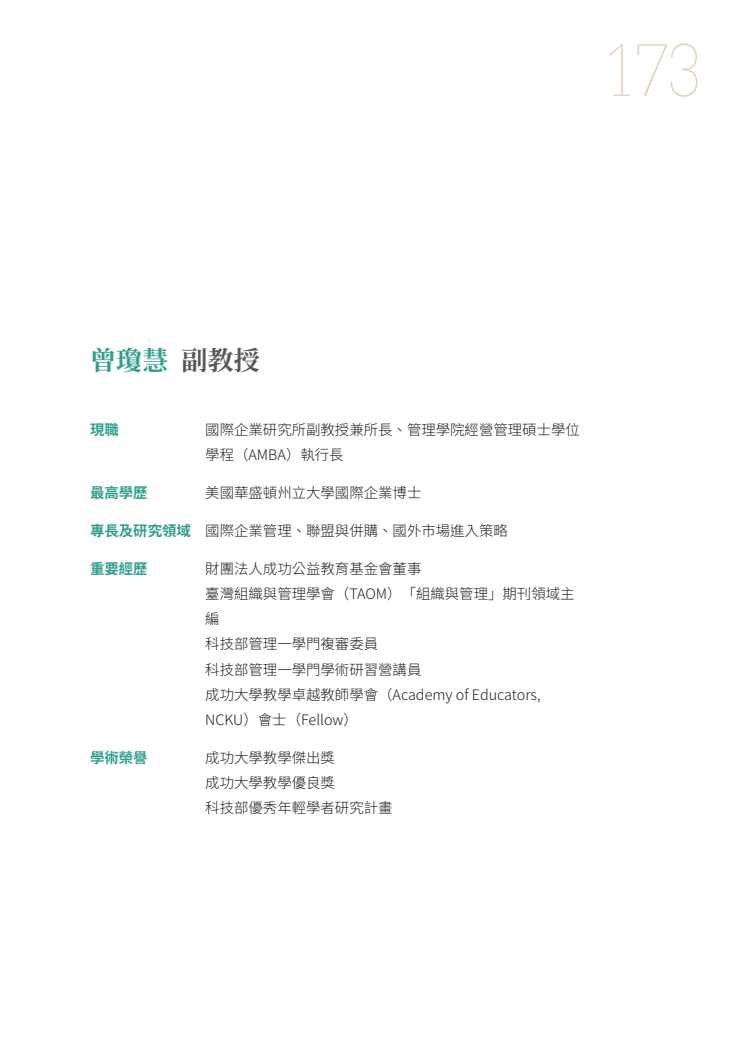 173
曾瓊慧 副教授
現職 國際企業研究所副教授兼所長、管理學院經營管理碩士學位
學程（AMBA）執行長
最高學歷 美國華盛頓州立大學國際企業博士
專長及研究領域 國際企業管理、聯盟與併購、國外市場進入策略
重要經歷 財團法人成功公益教育基金會董事
臺灣組織與管理學會（TAOM）「組織與管理」期刊領域主
編
科技部管理一學門複審委員
科技部管理一學門學術研習營講員
成功大學教學卓越教師學會（Academy of Educators,
NCKU）會士（Fellow）
學術榮譽 成功大學教學傑出獎
成功大學教學優良獎
科技部優秀年輕學者研究計畫